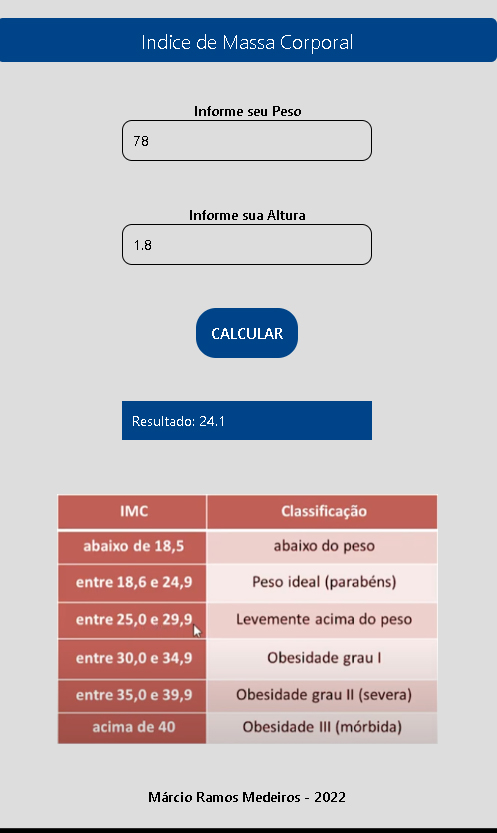 Indice de Massa Corporal
Informe seu Peso
78
Informe sua Altura
1.8
CALCULAR
Resultado: 24.1
IMC Classificação
abaixo de 18,5 abaixo do peso
entre 18,6 e 24,9 Peso ideal (parabéns)
entre 25,0 e 29,9 Levemente acima do peso
entre 30,0 e 34,9 Obesidade grau I
entre 35,0 e 39,9 Obesidade grau II (severa)
acima de 40 Obesidade III (mórbida)
Márcio Ramos Medeiros - 2022